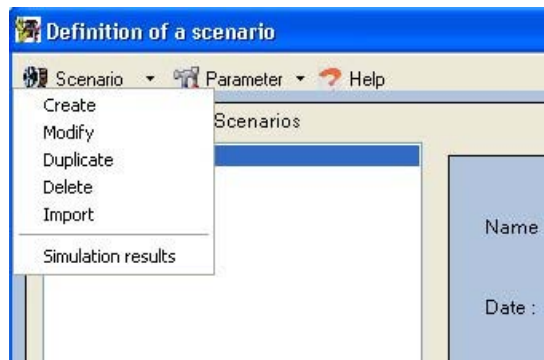 Definition of a scenario
Scenario Parameter Help
Create
Scenarios
Modify
Duplicate
Delete
Import
Name
Simulation results
Date :